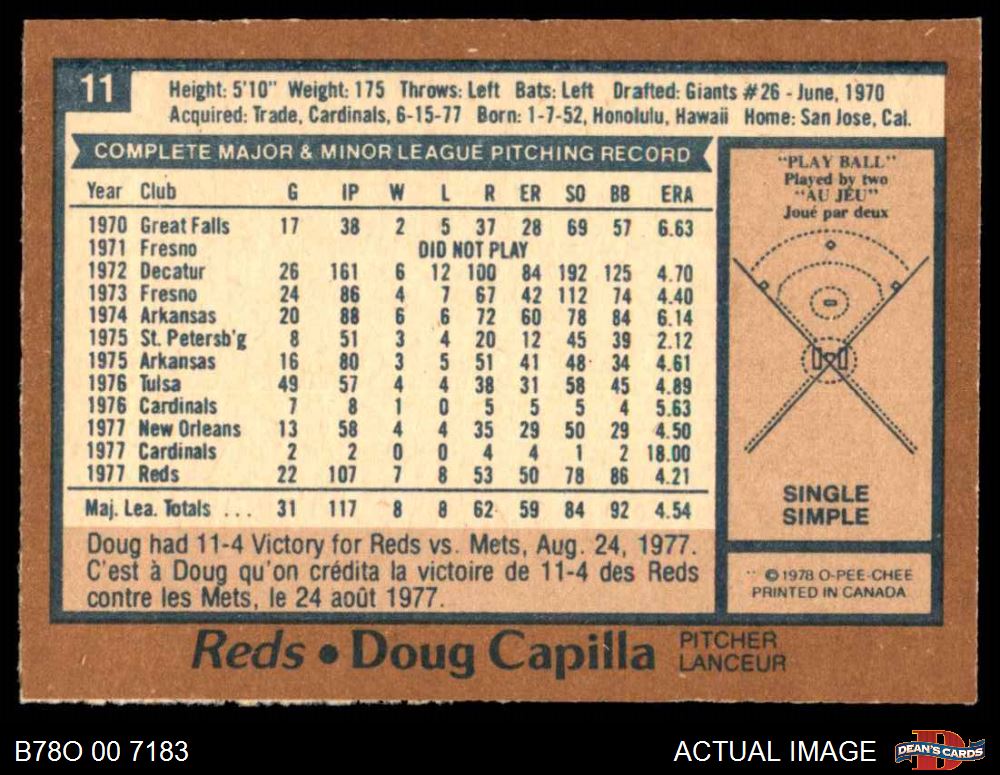 11
Height: 5'10" Weight: 175 Throws: Left Bats: Left Drafted: Giants #26 - June, 1970
Acquired: Trade, Cardinals, 6-15-77 Born: 1-7-52, Honolulu, Hawaii Home: San Jose, Cal.
COMPLETE MAJOR & MINOR LEAGUE PITCHING RECORD
Year Club G IP W L R ER SO BB ERA
1970 Great Falls 17 38 2 5 37 28 69 57 6.63
1971 Fresno DID NOT PLAY
1972 Decatur 26 161 6 12 100 84 192 125 4.70
1973 Fresno 24 86 4 7 67 42 112 74 4.40
1974 Arkansas 20 88 6 6 72 60 78 84 6.14
1975 St. Petersb'g 8 51 3 4 20 12 45 39 2.12
1975 Arkansas 16 80 3 5 51 41 48 34 4.61
1976 Tulsa 49 57 4 4 38 31 58 45 4.89
1976 Cardinals 7 8 1 0 5 5 5 4 5.63
1977 New Orleans 13 58 4 4 35 29 50 29 4.50
1977 Cardinals 2 2 0 0 4 4 1 2 18.00
1977 Reds 22 107 7 8 53 50 78 86 4.21
Maj. Lea. Totals ... 31 117 8 8 62 59 84 92 4.54
Doug had 11-4 Victory for Reds vs. Mets, Aug. 24, 1977.
C'est à Doug qu'on crédita la victoire de 11-4 des Reds
contre les Mets, le 24 août 1977.
"PLAY BALL"
Played by two
"AU JEU"
Joué par deux
SINGLE
SIMPLE
©1978 O-PEE-CHEE
PRINTED IN CANADA
Reds • Doug Capilla
PITCHER
LANCEUR
B78O 00 7183
ACTUAL IMAGE
DEAN'S CARDS